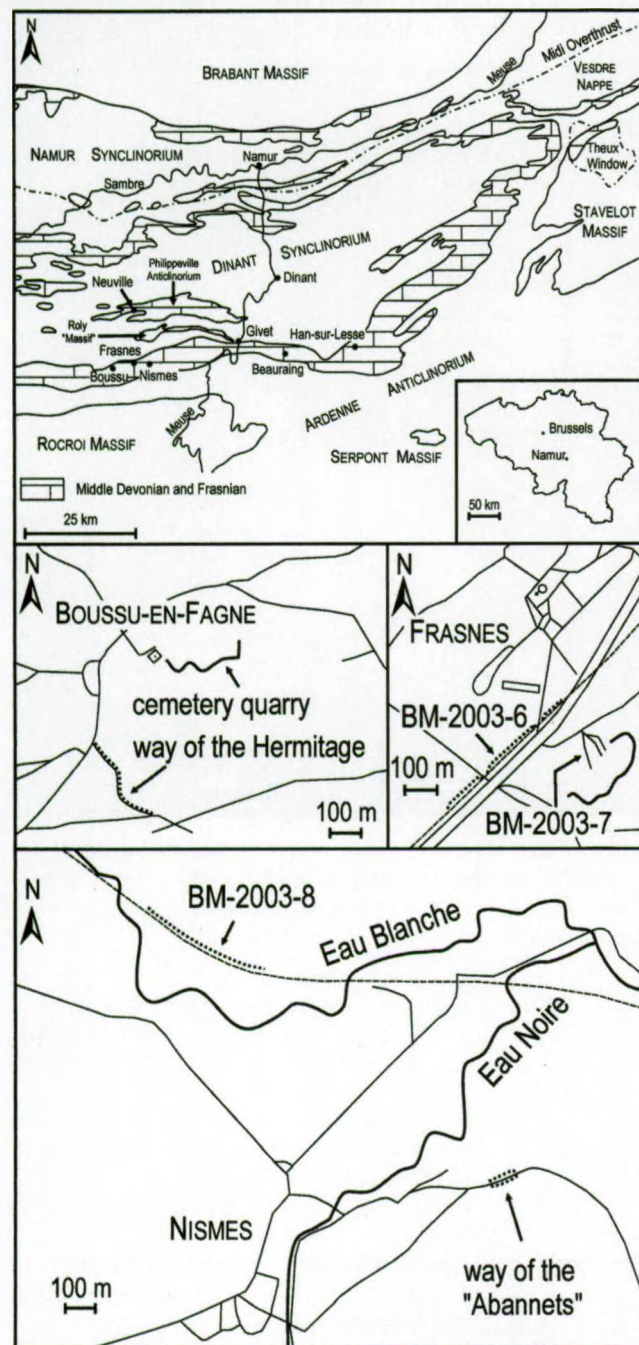 N
BRABANT MASSIF
Meuse
Midi Overthrust
VESDRE
NAPPE
NAMUR SYNCLINORIUM
Namur
Sambre
Theux
Window
STAVELOT
MASSIF
DINANT SYNCLINORIUM
Philippeville
Anticlinorium
Neuville
Dinant
Roly
"Massif"
Givet
Han-sur-Lesse
Frasnes
Boussu
Nismes
Beauraing
ARDENNE ANTICLINORIUM
Meuse
ROCROI MASSIF
SERPONT MASSIF
Middle Devonian and Frasnian
25 km
Brussels
Namur
50 km
N
BOUSSU-EN-FAGNE
cemetery quarry
way of the Hermitage
100 m
N
FRASNES
BM-2003-6
100 m
BM-2003-7
N
BM-2003-8
Eau Blanche
Eau Noire
NISMES
100 m
way of the
"Abannets"